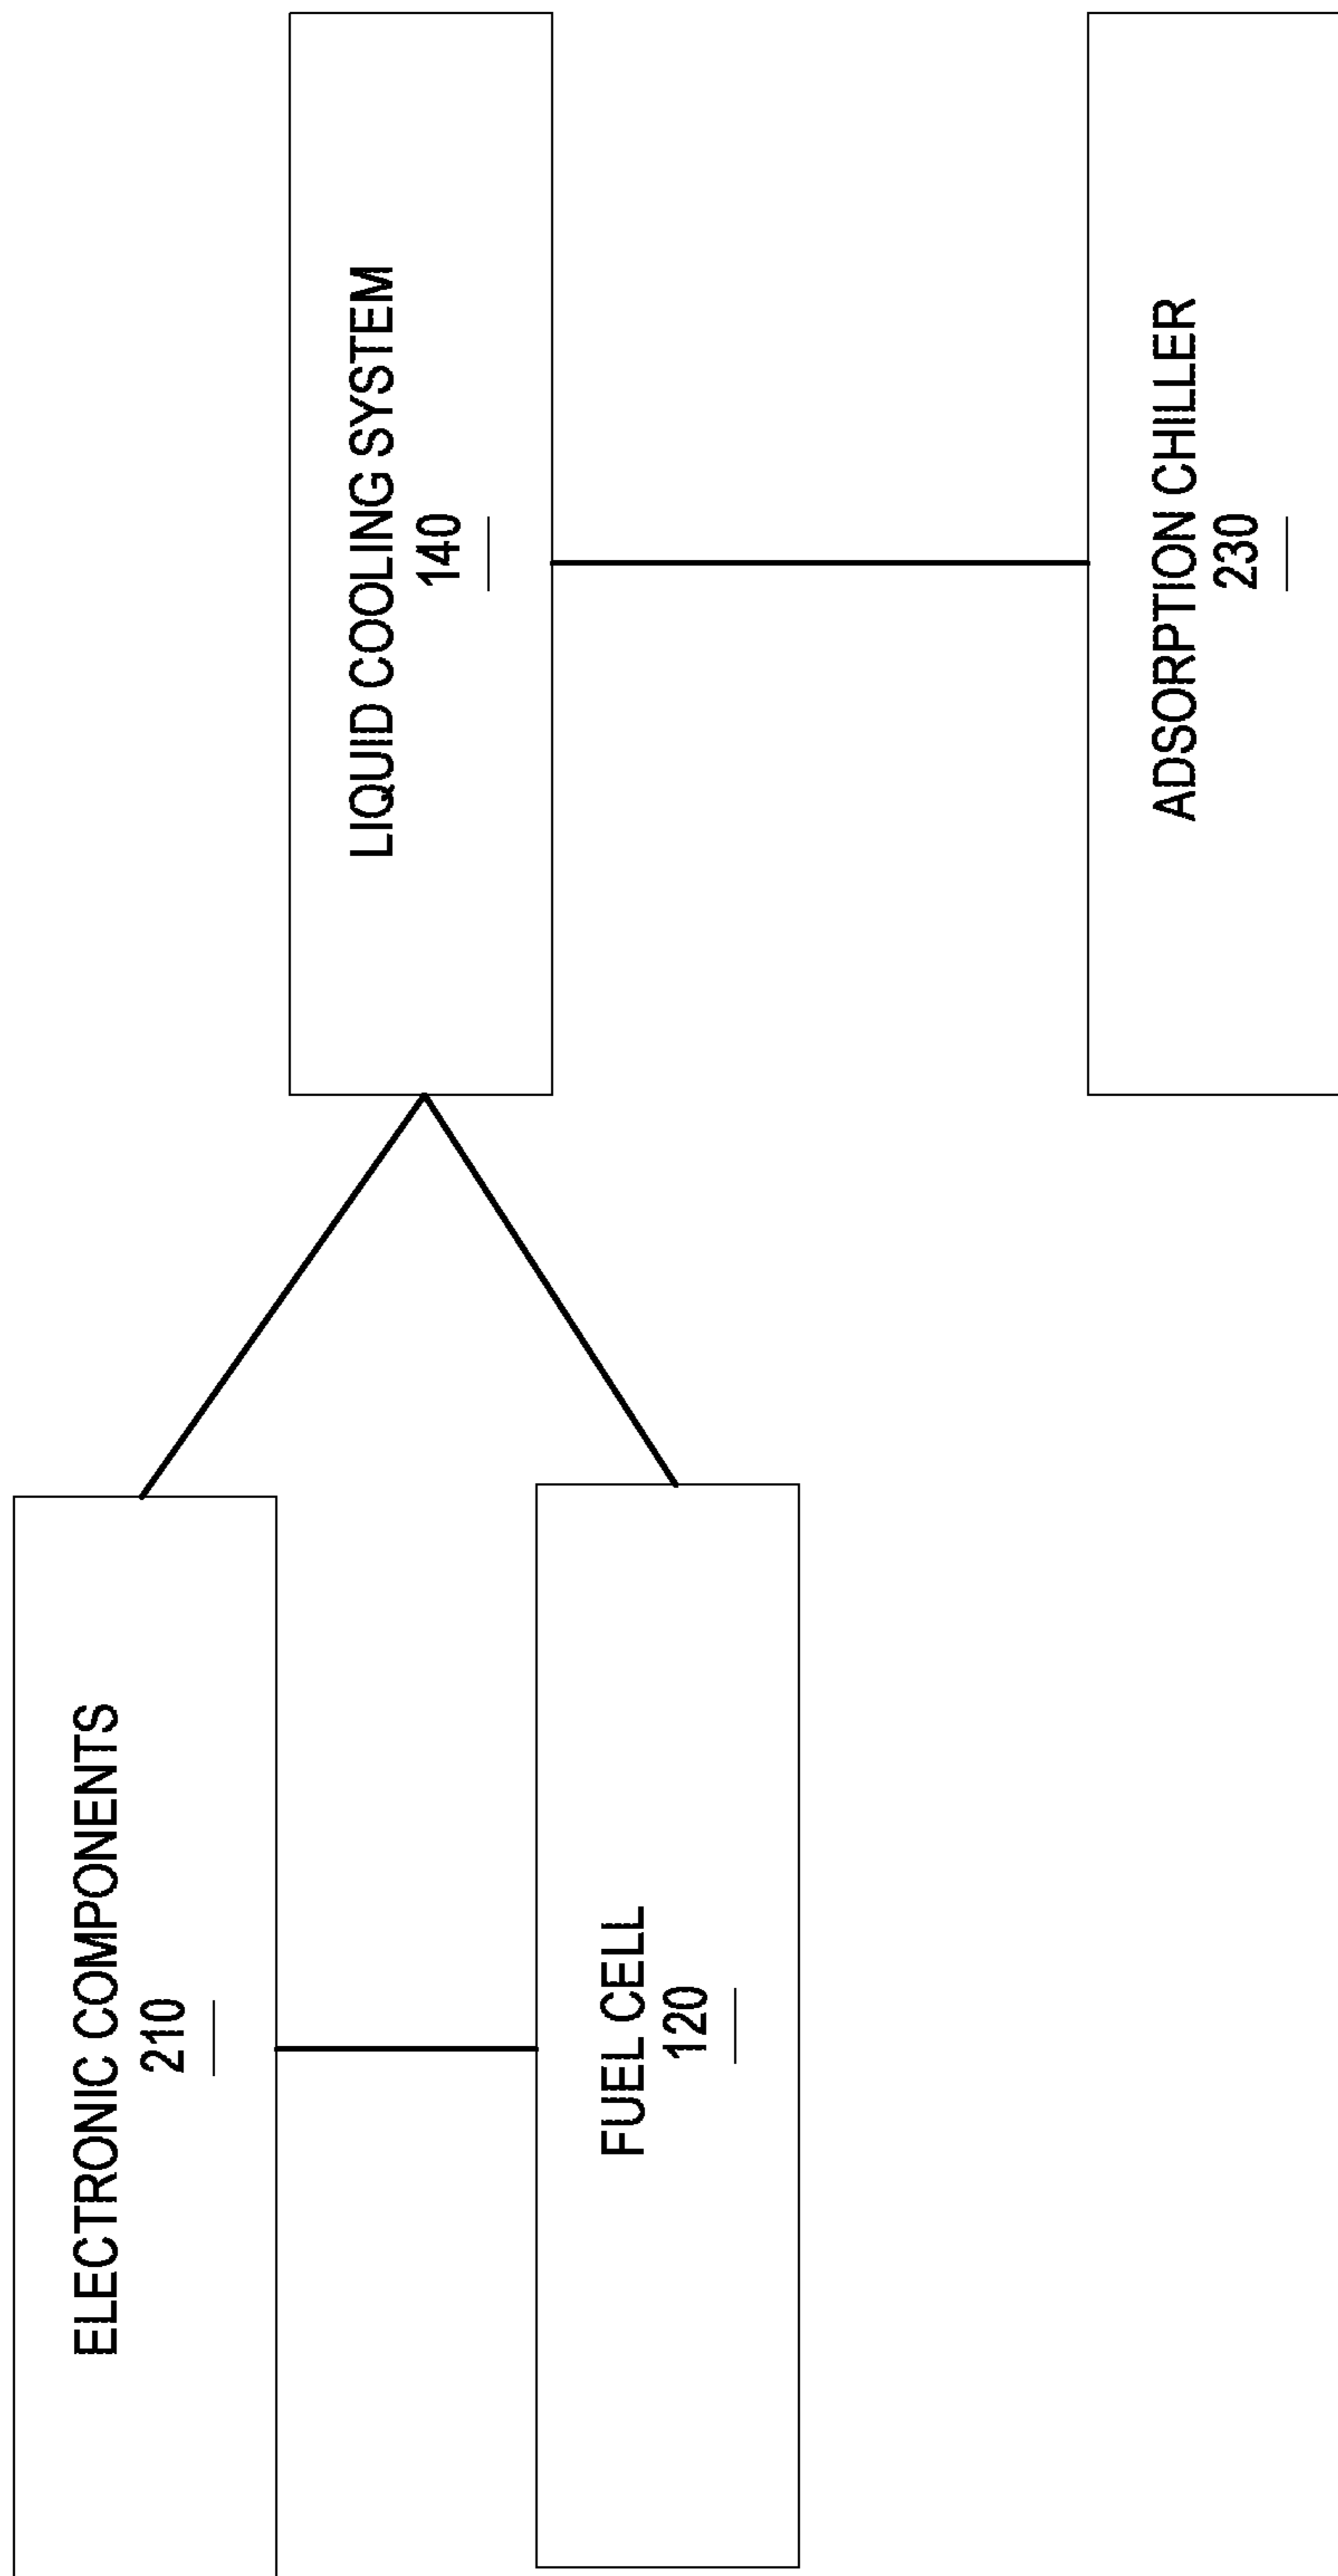 ELECTRONIC COMPONENTS
210
LIQUID COOLING SYSTEM
140
FUEL CELL
120
ADSORPTION CHILLER
230